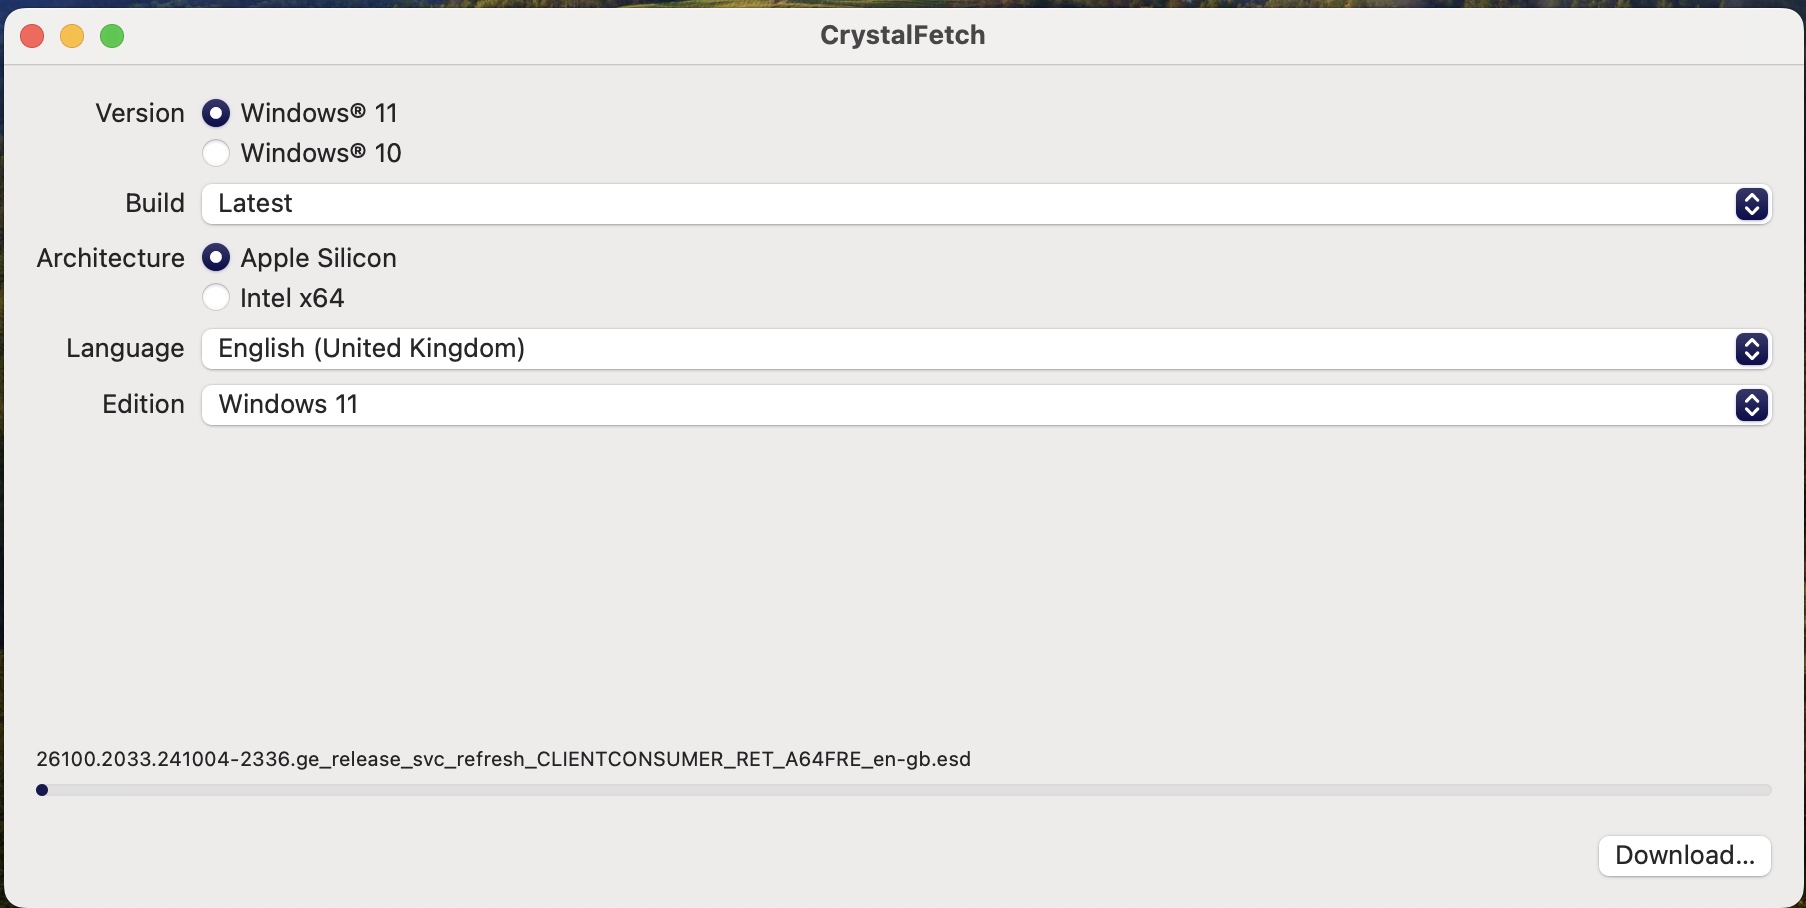 CrystalFetch
Version Windows® 11
Windows® 10
Build Latest
Architecture Apple Silicon
Intel x64
Language English (United Kingdom)
Edition Windows 11
26100.2033.241004-2336.ge_release_svc_refresh_CLIENTCONSUMER_RET_A64FRE_en-gb.esd
Download...